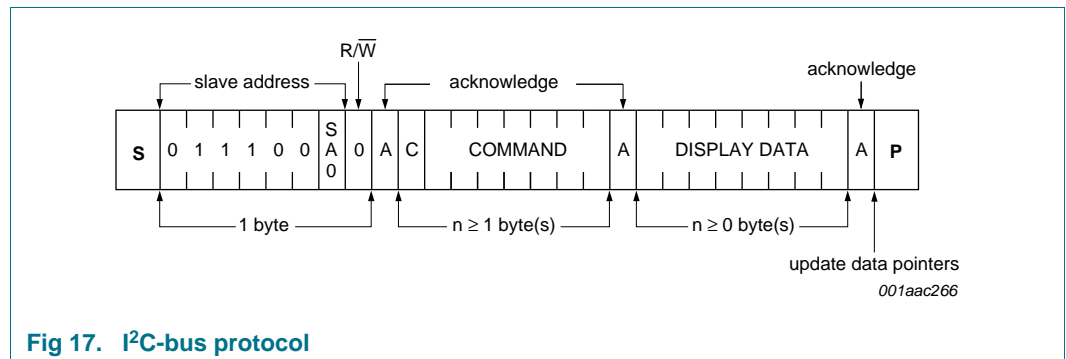 R/W̅
slave address
acknowledge
acknowledge
S 0 1 1 1 0 0 SA0 0 A C COMMAND A DISPLAY DATA A P
1 byte
n ≥ 1 byte(s)
n ≥ 0 byte(s)
update data pointers
001aac266
Fig 17. I²C-bus protocol